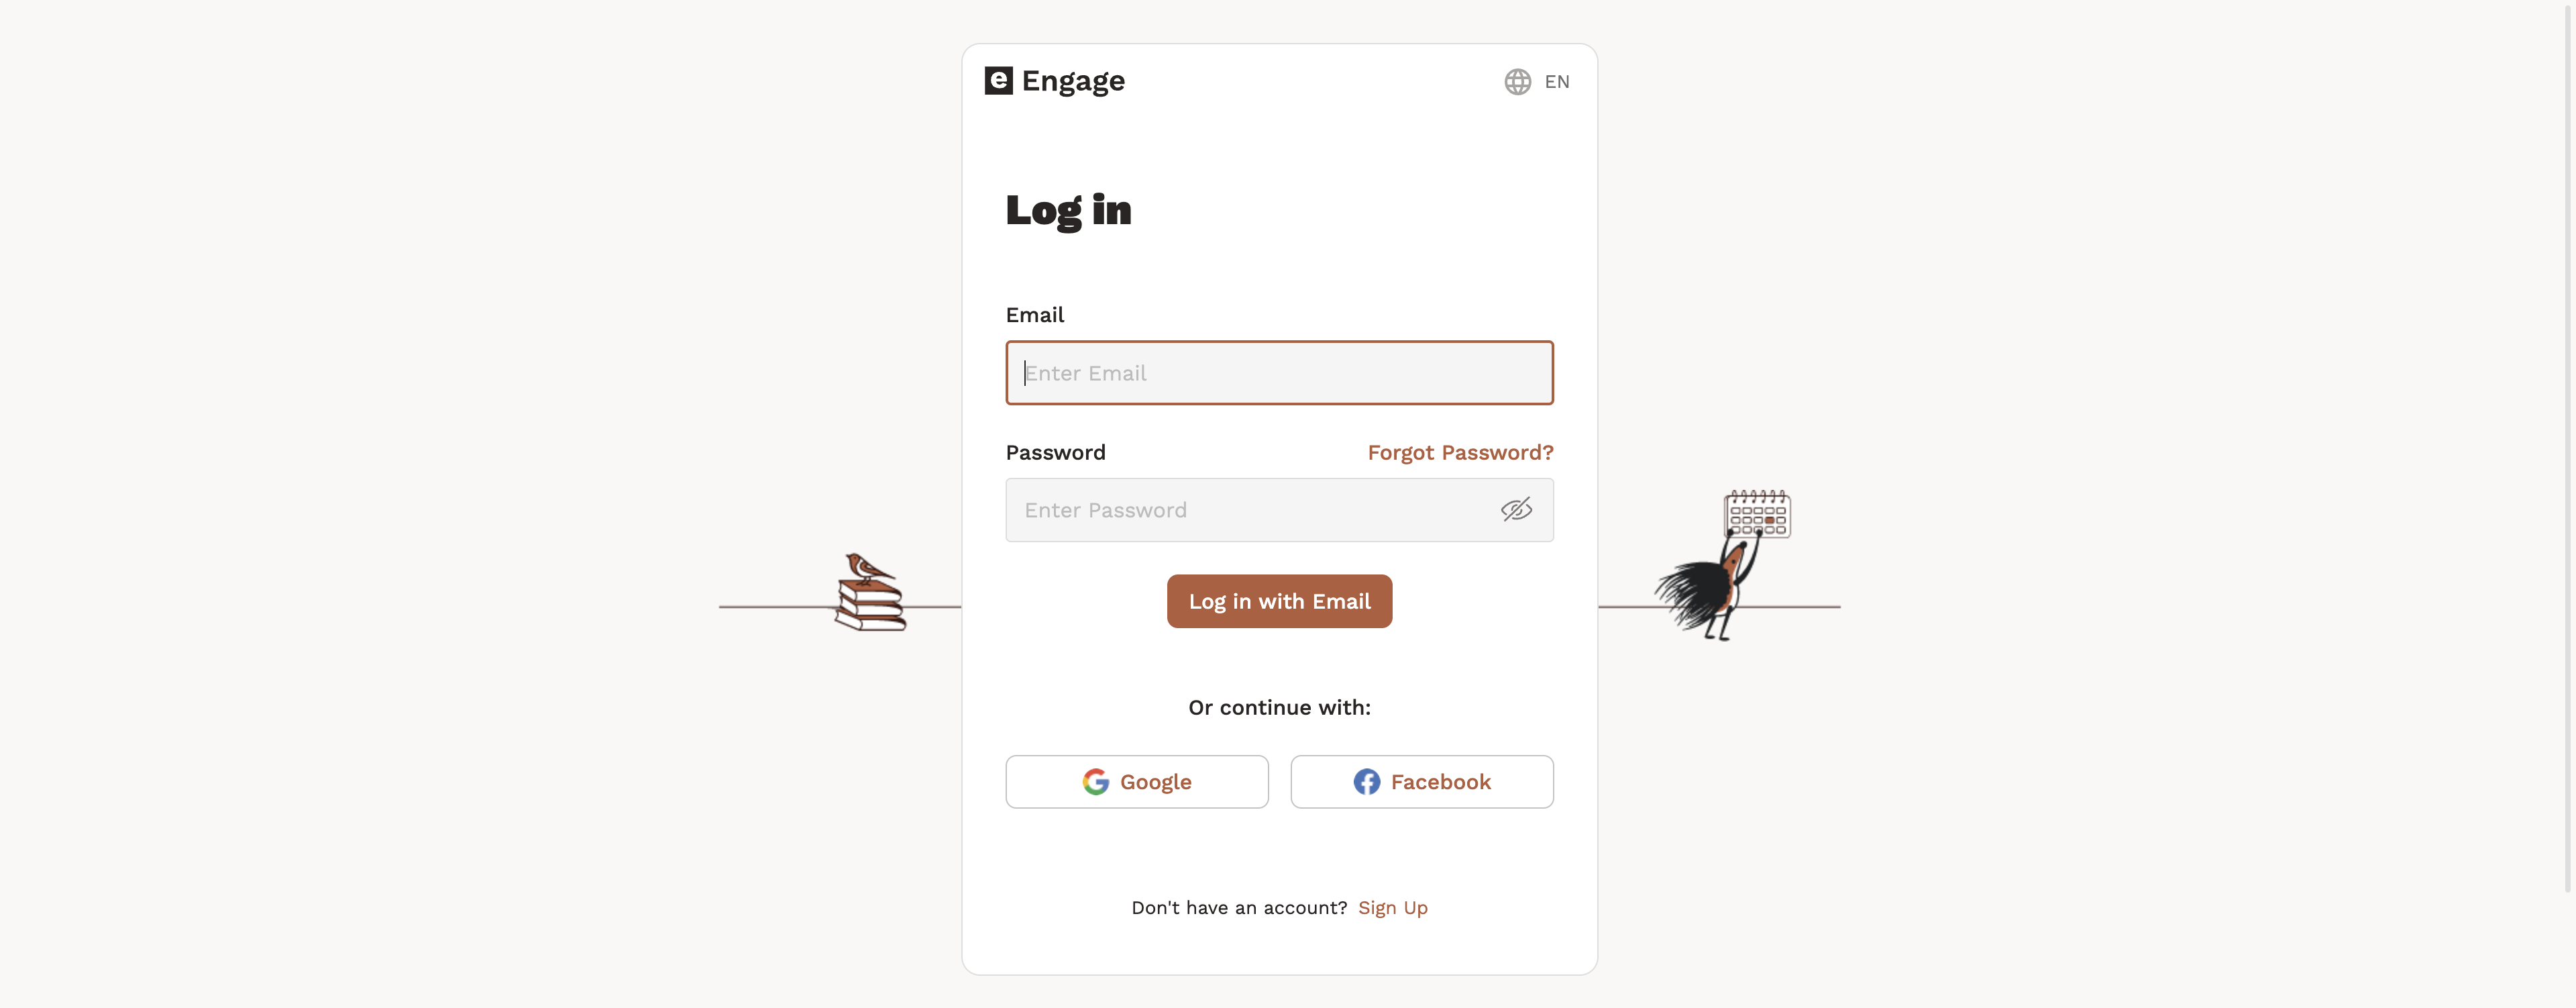 e Engage
EN
Log in
Email
Enter Email
Password
Forgot Password?
Enter Password
Log in with Email
Or continue with:
Google
Facebook
Don't have an account? Sign Up